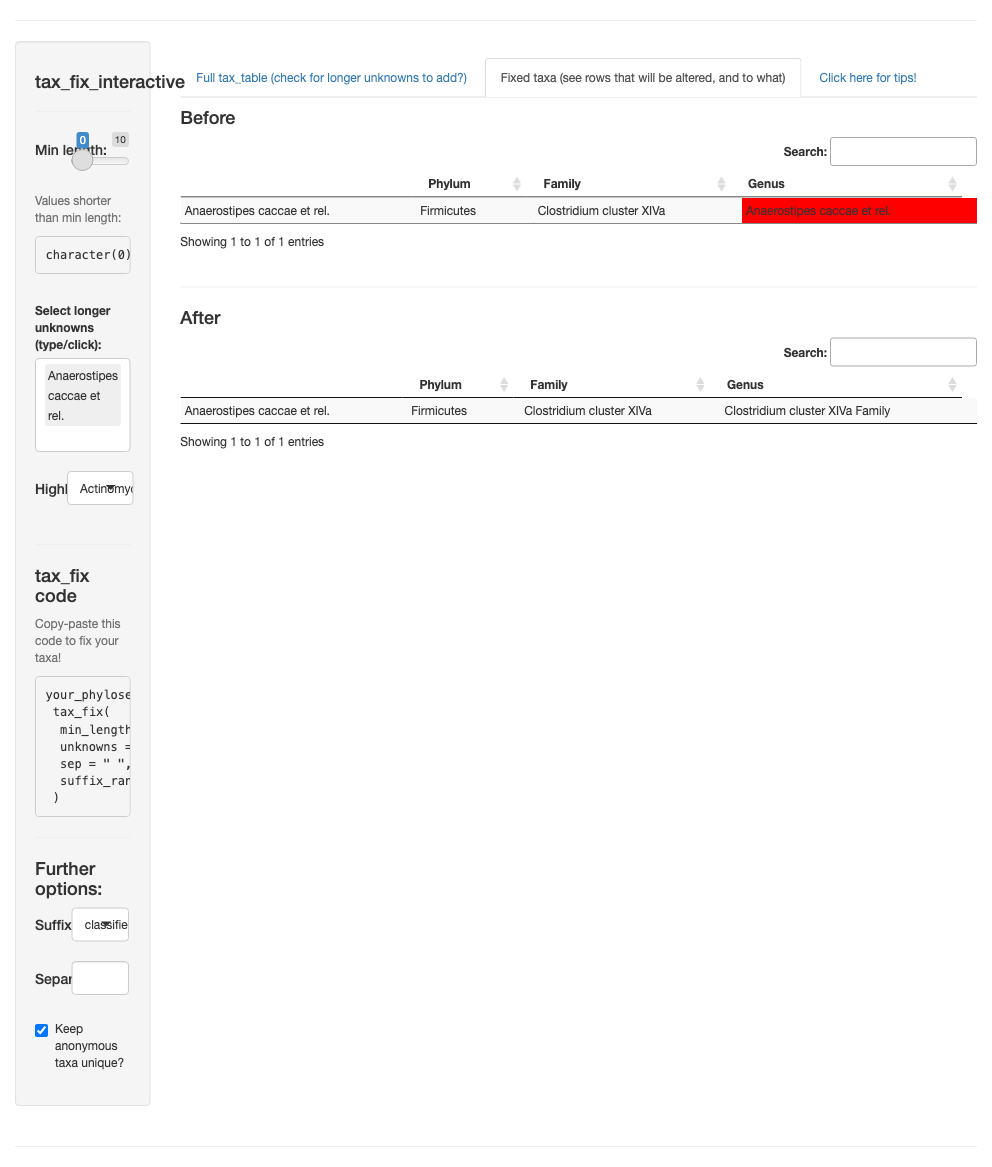 tax_fix_interactive
Min length:
0
10
Values shorter
than min length:
character(0)
Select longer
unknowns
(type/click):
Anaerostipes
caccae et
rel.
Highl
Actinomyc
tax_fix
code
Copy-paste this
code to fix your
taxa!
your_phylose
tax_fix(
min_length
unknowns =
sep = " ",
suffix_ran
)
Further
options:
Suffix
classifie
Separ
Keep
anonymous
taxa unique?
Full tax_table (check for longer unknowns to add?)
Fixed taxa (see rows that will be altered, and to what)
Click here for tips!
Before
Search:
Phylum Family Genus
Anaerostipes caccae et rel. Firmicutes Clostridium cluster XIVa Anaerostipes caccae et rel.
Showing 1 to 1 of 1 entries
After
Search:
Phylum Family Genus
Anaerostipes caccae et rel. Firmicutes Clostridium cluster XIVa Clostridium cluster XIVa Family
Showing 1 to 1 of 1 entries